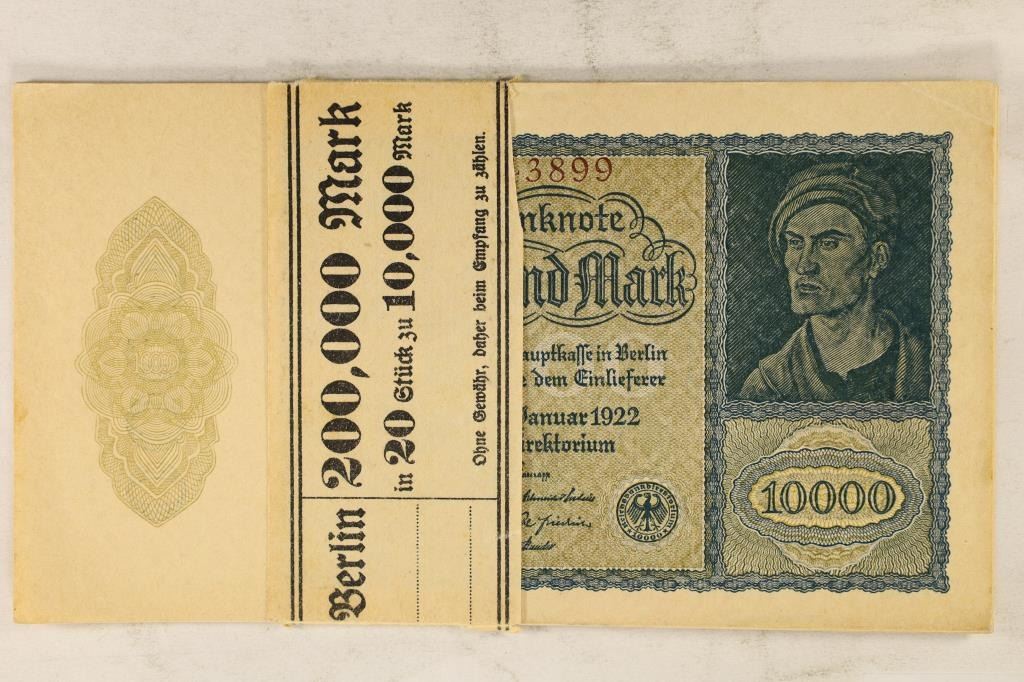 Berlin 200,000 Mark
in 20 Stück zu 10,000 Mark
Ohne Gewähr, daher beim Empfang zu zählen.
3899
nknote
nd Mark
auptkasse in Berlin
e dem Einlieferer
Januar 1922
irektorium
10000